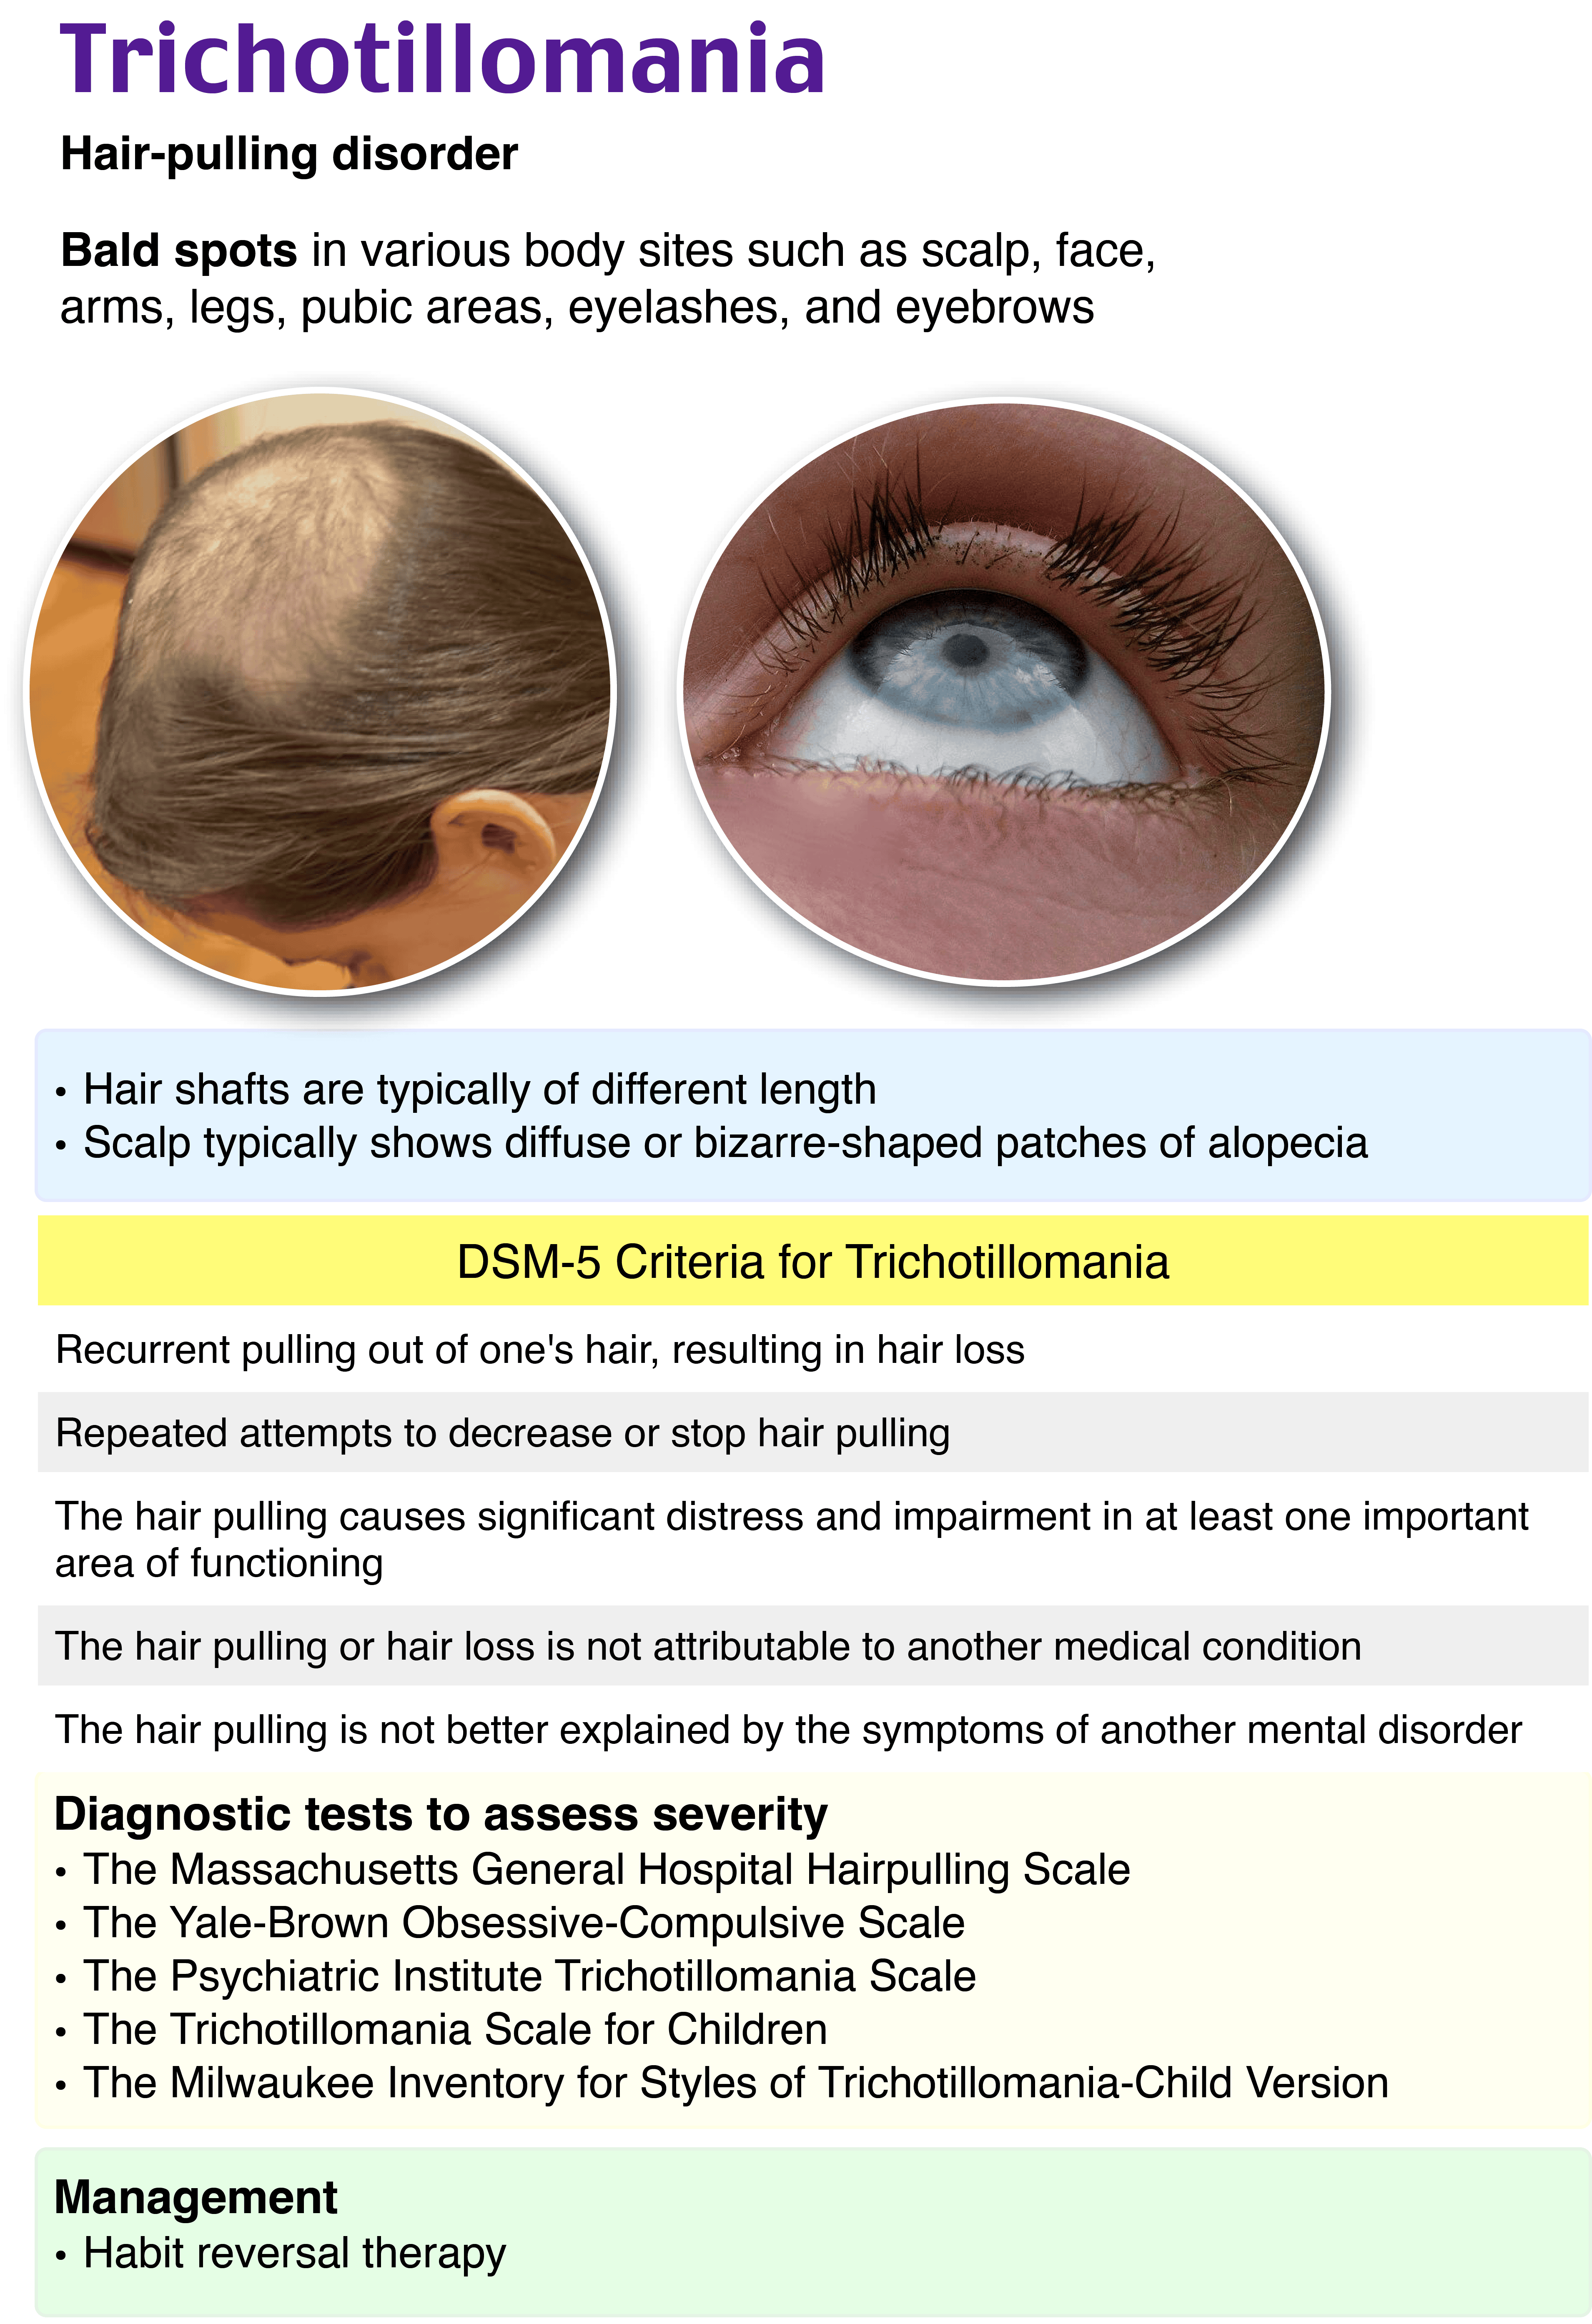 Trichotillomania
Hair-pulling disorder
Bald spots in various body sites such as scalp, face,
arms, legs, pubic areas, eyelashes, and eyebrows
• Hair shafts are typically of different length
• Scalp typically shows diffuse or bizarre-shaped patches of alopecia
DSM-5 Criteria for Trichotillomania
Recurrent pulling out of one's hair, resulting in hair loss
Repeated attempts to decrease or stop hair pulling
The hair pulling causes significant distress and impairment in at least one important
area of functioning
The hair pulling or hair loss is not attributable to another medical condition
The hair pulling is not better explained by the symptoms of another mental disorder
Diagnostic tests to assess severity
• The Massachusetts General Hospital Hairpulling Scale
• The Yale-Brown Obsessive-Compulsive Scale
• The Psychiatric Institute Trichotillomania Scale
• The Trichotillomania Scale for Children
• The Milwaukee Inventory for Styles of Trichotillomania-Child Version
Management
• Habit reversal therapy